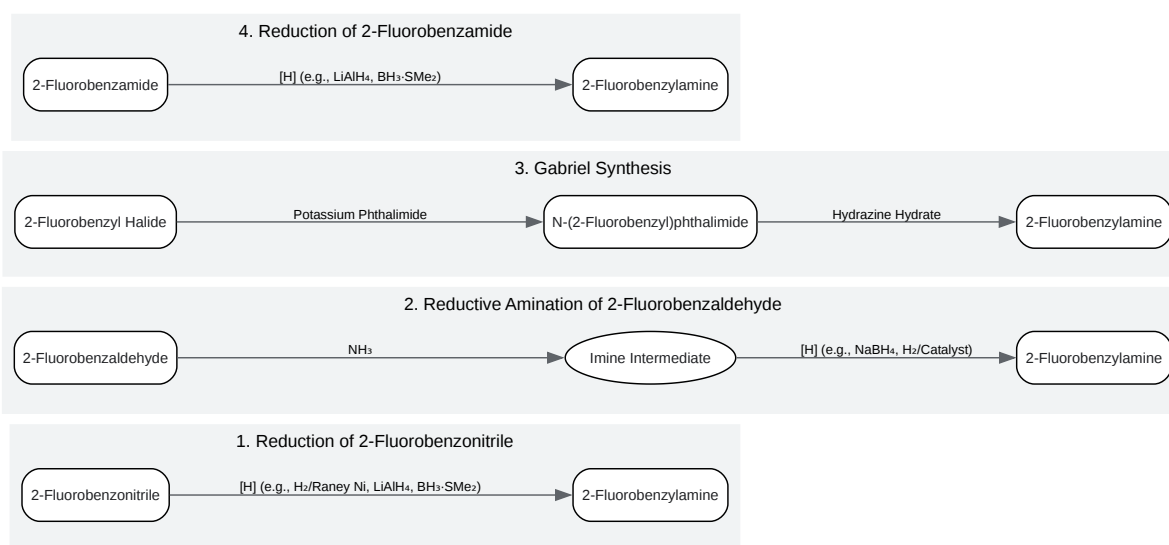 4. Reduction of 2-Fluorobenzamide
2-Fluorobenzamide
[H] (e.g., LiAlH₄, BH₃·SMe₂)
2-Fluorobenzylamine
3. Gabriel Synthesis
2-Fluorobenzyl Halide
Potassium Phthalimide
N-(2-Fluorobenzyl)phthalimide
Hydrazine Hydrate
2-Fluorobenzylamine
2. Reductive Amination of 2-Fluorobenzaldehyde
2-Fluorobenzaldehyde
NH₃
Imine Intermediate
[H] (e.g., NaBH₄, H₂/Catalyst)
2-Fluorobenzylamine
1. Reduction of 2-Fluorobenzonitrile
2-Fluorobenzonitrile
[H] (e.g., H₂/Raney Ni, LiAlH₄, BH₃·SMe₂)
2-Fluorobenzylamine